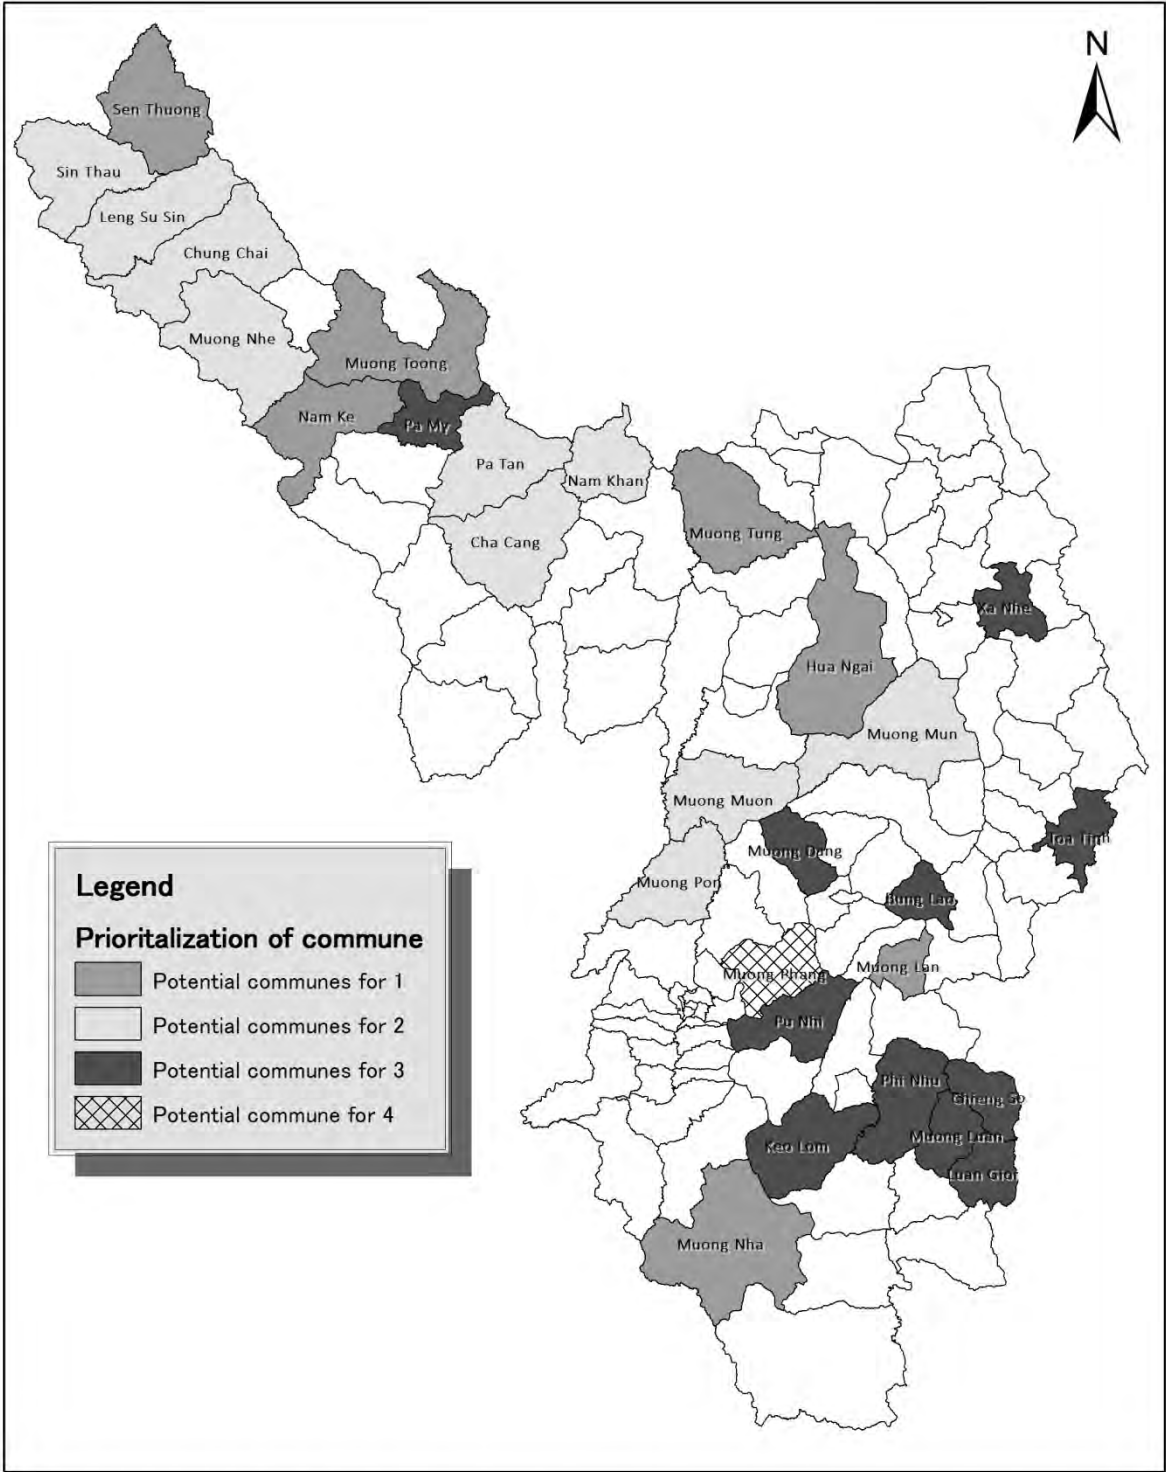 N
Sen Thuong
Sin Thau
Leng Su Sin
Chung Chai
Muong Nhe
Muong Toong
Nam Ke
Pa My
Pa Tan
Nam Khan
Cha Cang
Muong Tung
Xa Nhe
Hua Ngai
Muong Mun
Muong Muon
Toa Tinh
Muong Dang
Muong Pon
Bung Lao
Muong Lan
Muong Phang
Pu Nhi
Phi Nhu
Chieng So
Muong Luan
Keo Lom
Luan Gioi
Muong Nha
Legend
Prioritalization of commune
Potential communes for 1
Potential communes for 2
Potential communes for 3
Potential commune for 4